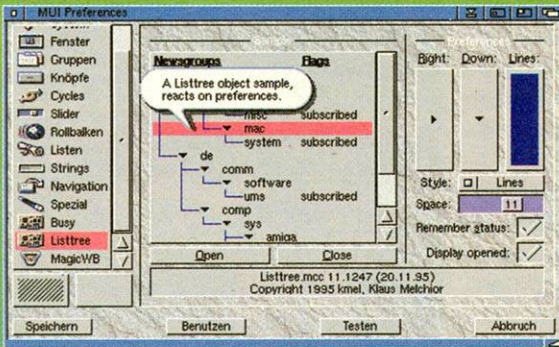 MUI Preferences
System
Fenster
Gruppen
Knöpfe
Cycles
Slider
Rollbalken
Listen
Strings
Navigation
Spezial
Busy
Listtree
MagicWB
Newsgroups Flags
A Listtree object sample,
reacts on preferences.
misc subscribed
mac
system subscribed
de
comm
software
ums subscribed
comp
sys
amiga
Open Close
Listtree.mcc 11.1247 (20.11.95)
Copyright 1995 kmel, Klaus Melchior
Preferences
Right: Down: Lines:
Style: Lines
Space: 11
Remember status:
Display opened:
Speichern Benutzen Testen Abbruch